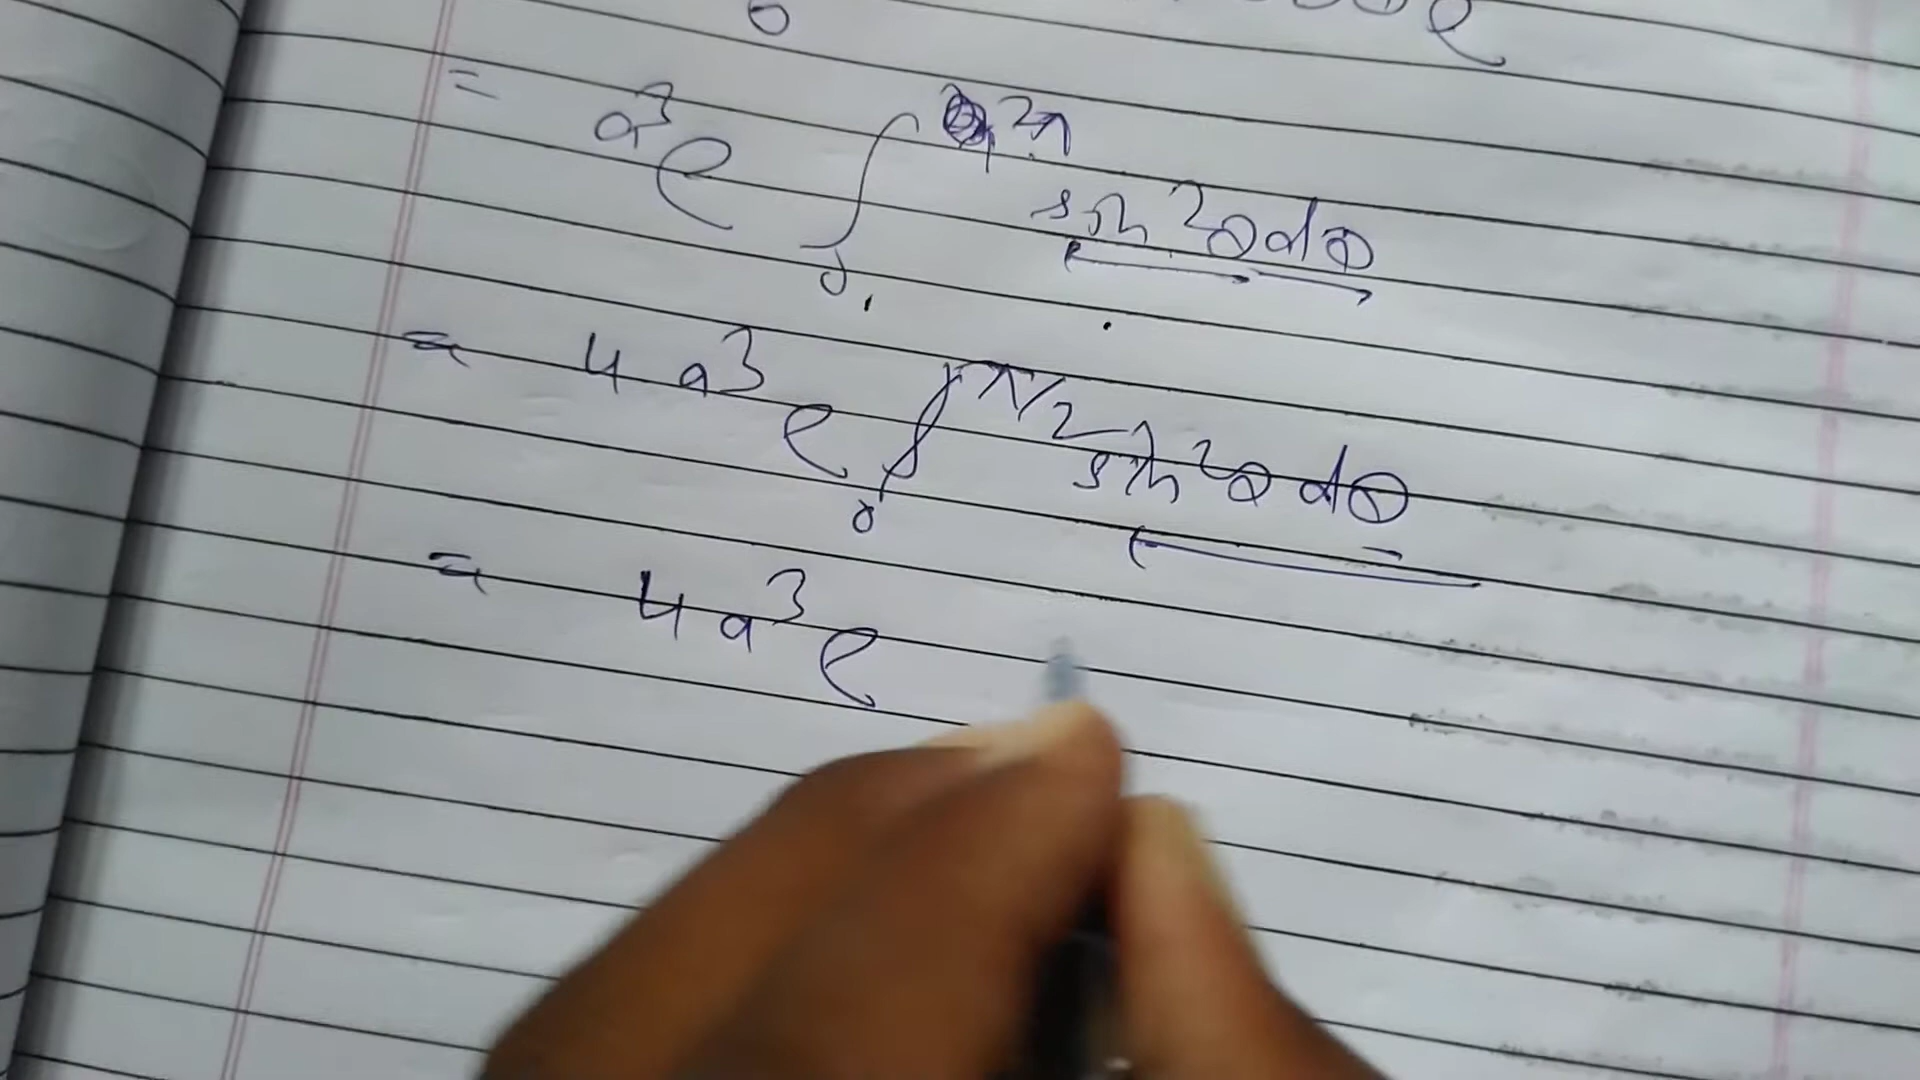 = a³ρ ∫₀^2π sin²θ dθ
= 4a³ρ ∫₀^π/2 sin²θ dθ
= 4a³ρ